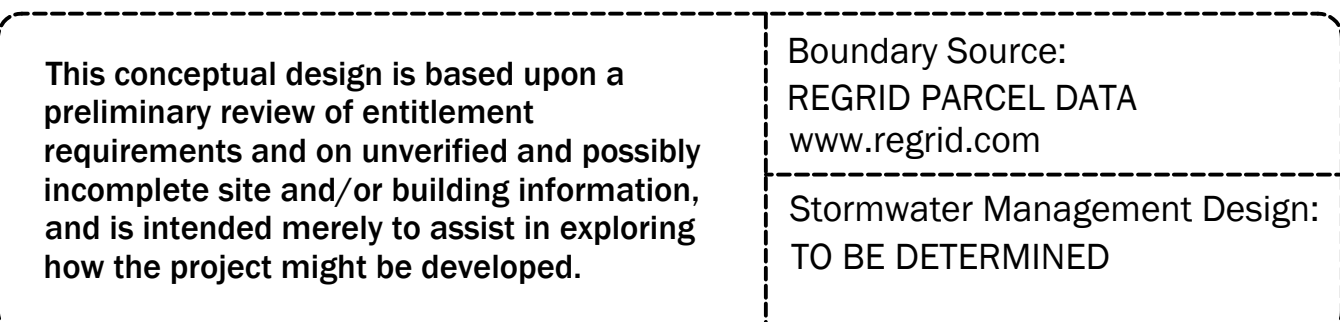 This conceptual design is based upon a
preliminary review of entitlement
requirements and on unverified and possibly
incomplete site and/or building information,
and is intended merely to assist in exploring
how the project might be developed.
Boundary Source:
REGRID PARCEL DATA
www.regrid.com
Stormwater Management Design:
TO BE DETERMINED